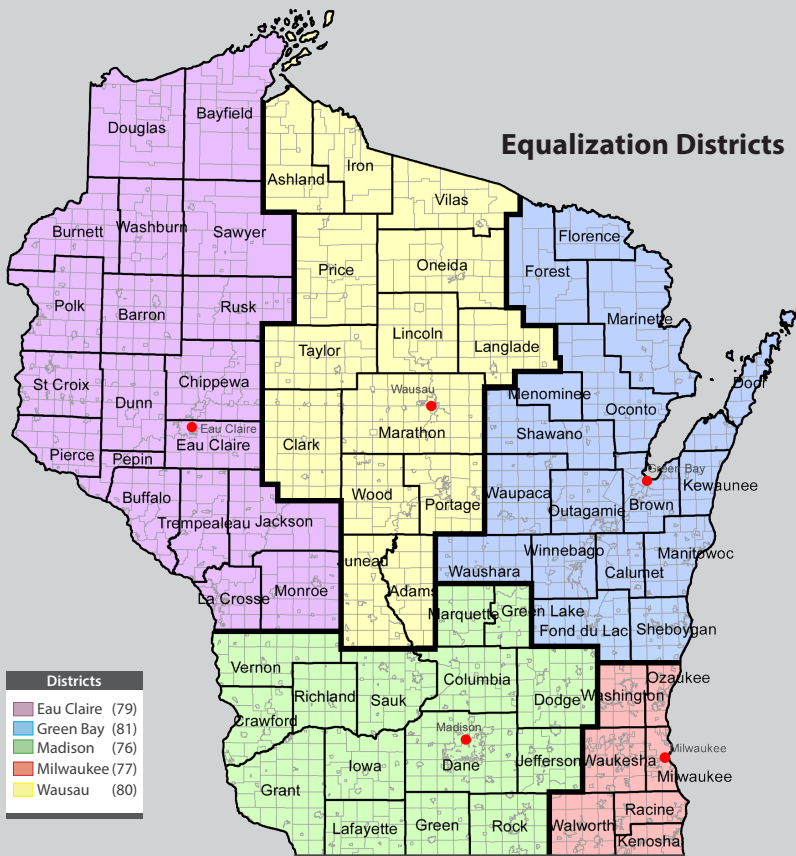 Equalization Districts
Bayfield
Douglas
Iron
Ashland
Vilas
Burnett
Washburn
Sawyer
Florence
Price
Oneida
Forest
Polk
Barron
Rusk
Marinette
Lincoln
Taylor
Langlade
St Croix
Chippewa
Dunn
Wausau
Menominee
Door
Oconto
Eau Claire
Eau Claire
Clark
Marathon
Shawano
Pierce
Pepin
Green Bay
Kewaunee
Buffalo
Wood
Portage
Waupaca
Outagamie
Brown
Trempealeau
Jackson
Winnebago
Manitowoc
Juneau
Waushara
Calumet
La Crosse
Monroe
Adams
Marquette
Green Lake
Fond du Lac
Sheboygan
Vernon
Richland
Sauk
Columbia
Dodge
Washington
Ozaukee
Crawford
Madison
Milwaukee
Iowa
Dane
Jefferson
Waukesha
Milwaukee
Grant
Lafayette
Green
Rock
Walworth
Racine
Kenosha
Districts
Eau Claire (79)
Green Bay (81)
Madison (76)
Milwaukee (77)
Wausau (80)